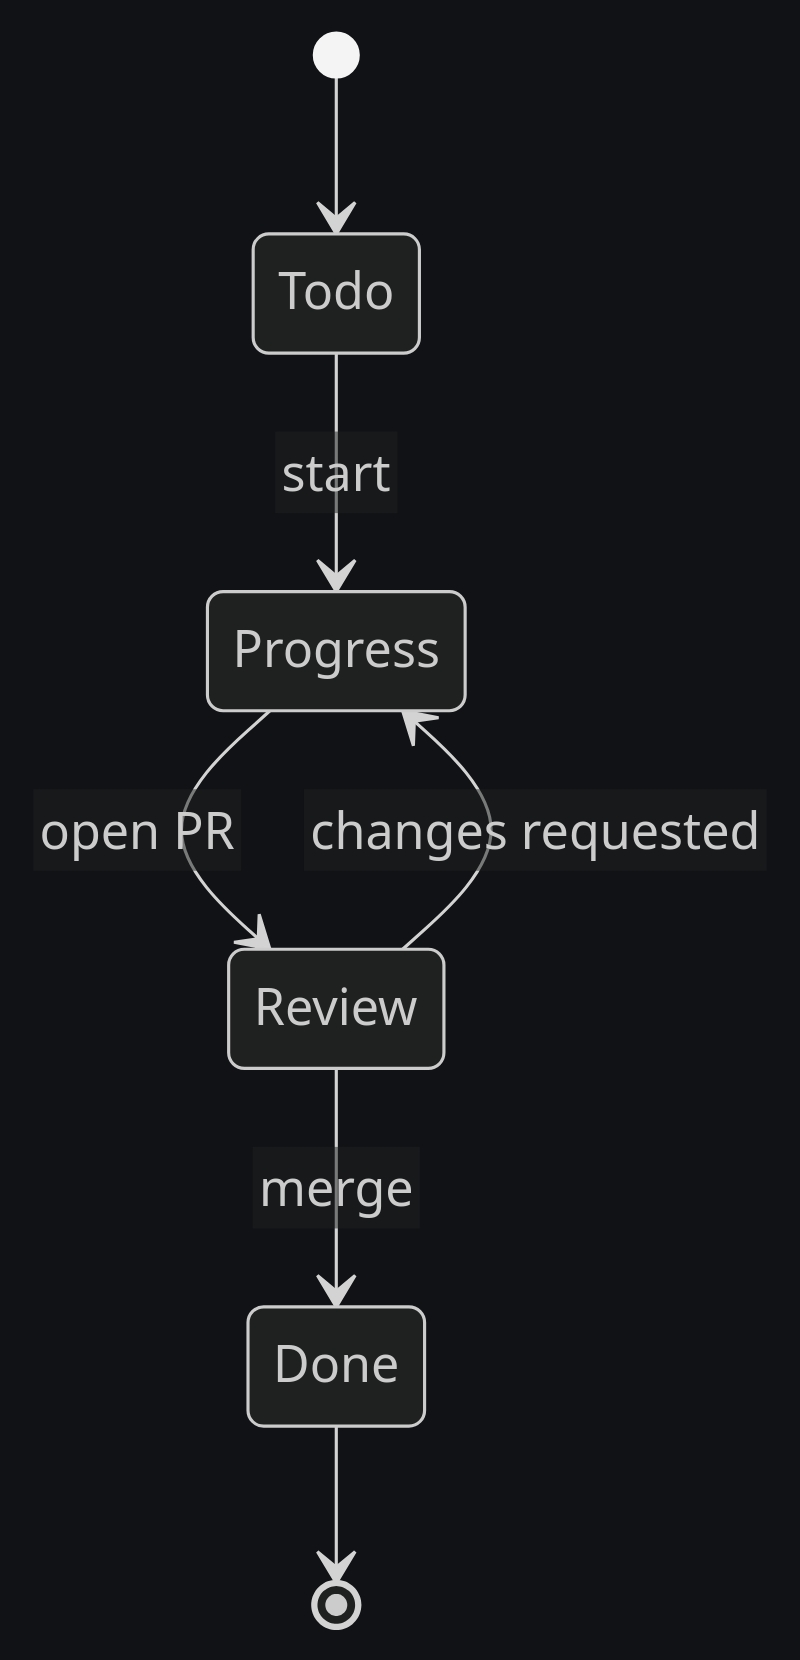 Todo
start
Progress
open PR
changes requested
Review
merge
Done